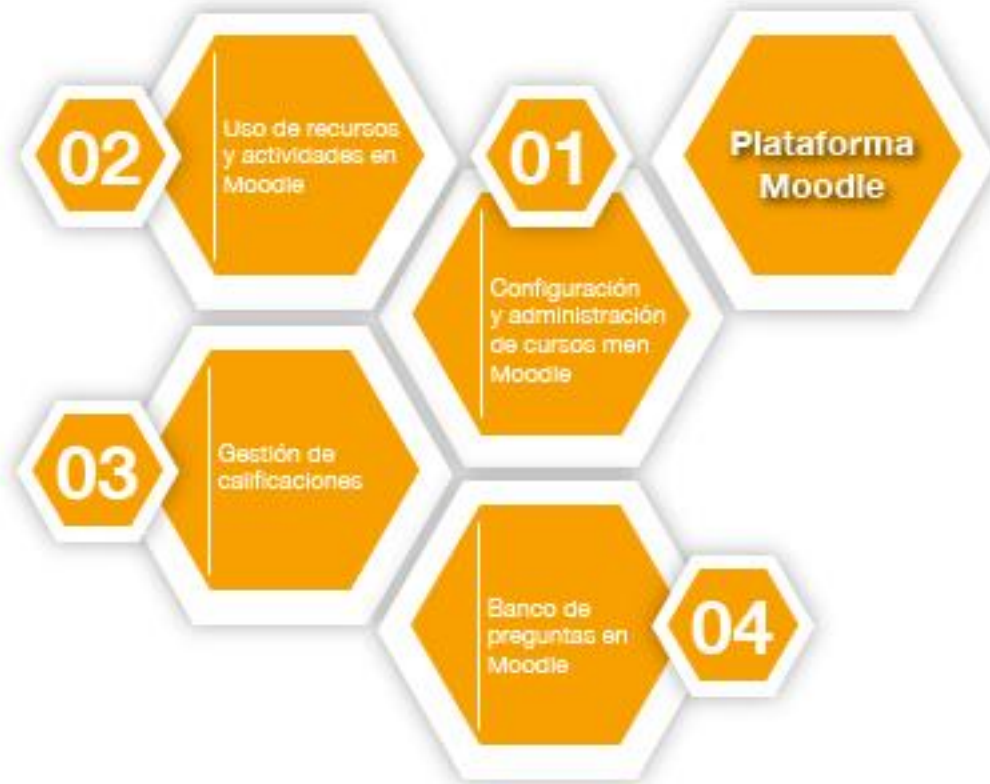 Plataforma
Moodle
01
Configuración
y administración
de cursos men
Moodle
02
Uso de recursos
y actividades en
Moodle
03
Gestión de
calificaciones
04
Banco de
preguntas en
Moodle